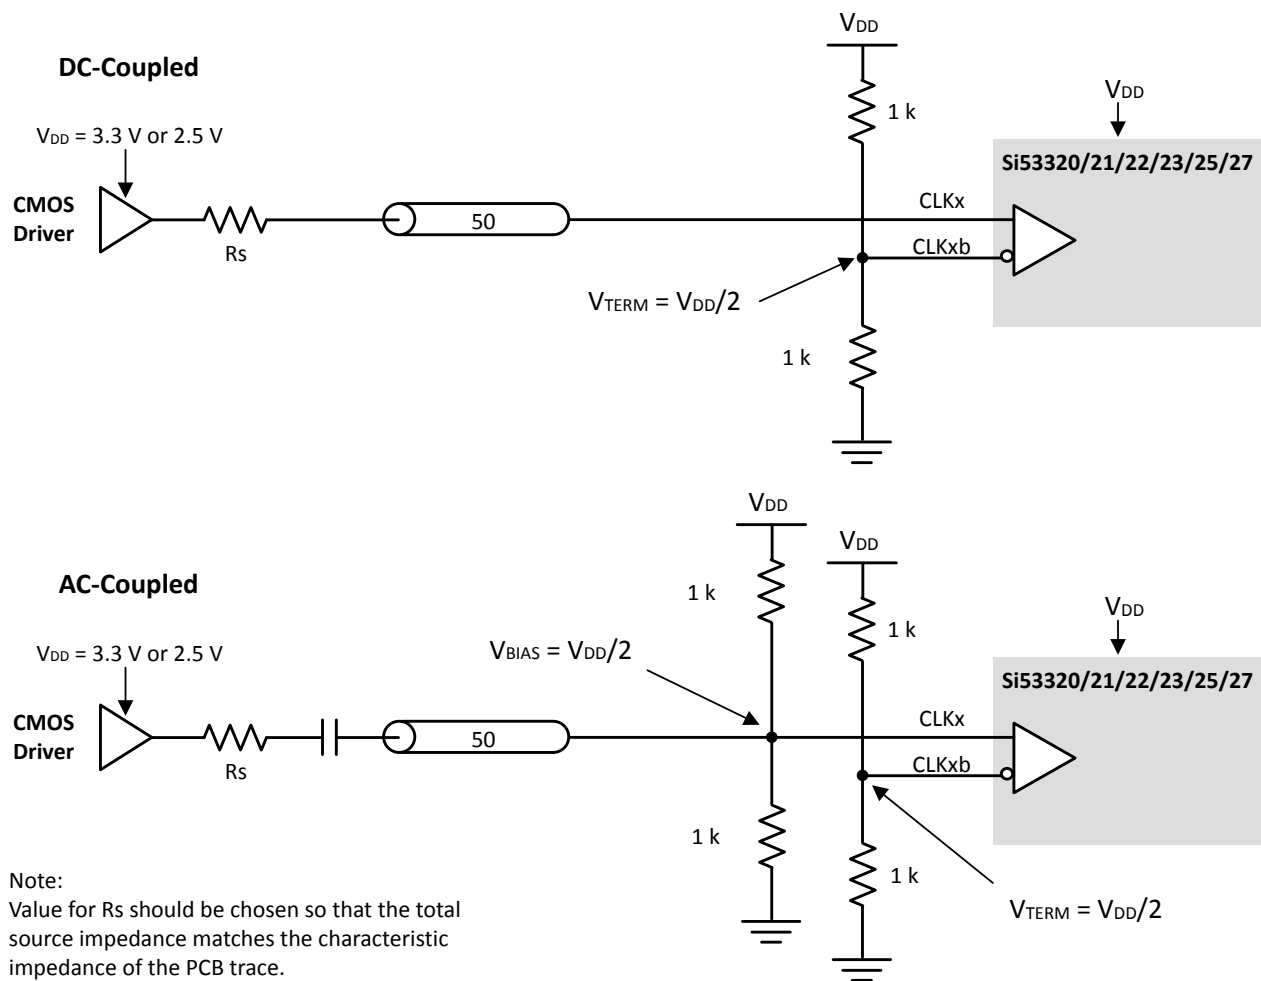 DC-Coupled
VDD = 3.3 V or 2.5 V
CMOS
Driver
Rs
50
VDD
1 k
VTERM = VDD/2
1 k
VDD
Si53320/21/22/23/25/27
CLKx
CLKxb
AC-Coupled
VDD = 3.3 V or 2.5 V
CMOS
Driver
Rs
50
VDD
1 k
VBIAS = VDD/2
1 k
VDD
1 k
1 k
VTERM = VDD/2
VDD
Si53320/21/22/23/25/27
CLKx
CLKxb
Note:
Value for Rs should be chosen so that the total
source impedance matches the characteristic
impedance of the PCB trace.